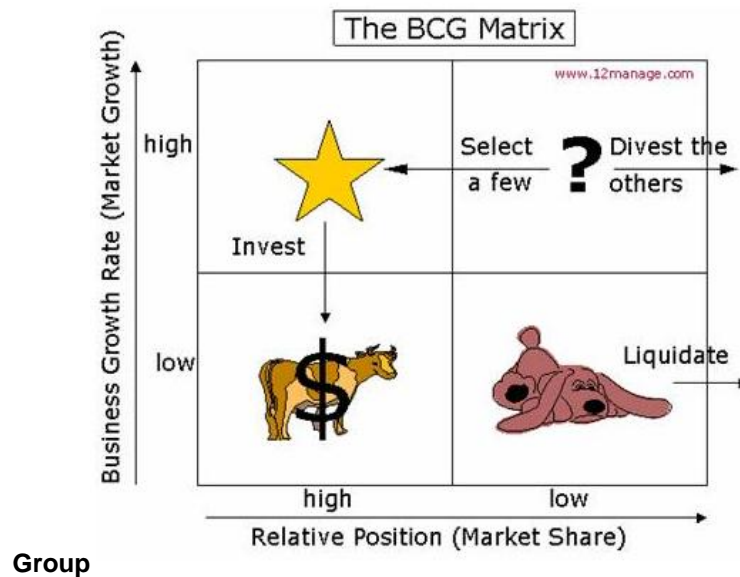 The BCG Matrix
www.12manage.com
Business Growth Rate (Market Growth)
high
Select
a few
?
Divest the
others
Invest
low
$
Liquidate
high
low
Relative Position (Market Share)
Group